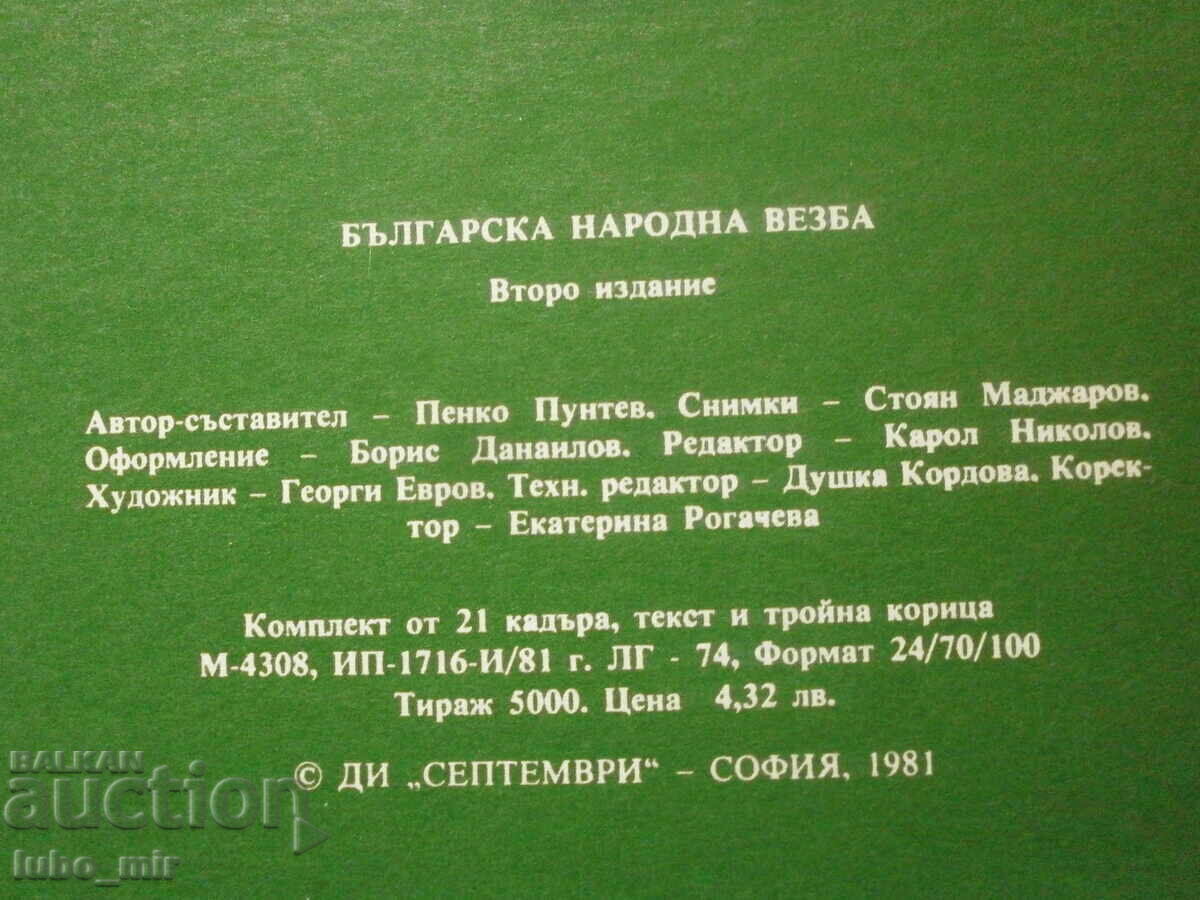 БЪЛГАРСКА НАРОДНА ВЕЗБА
Второ издание
Автор-съставител – Пенко Пунтев. Снимки – Стоян Маджаров.
Оформление – Борис Данаилов. Редактор – Карол Николов.
Художник – Георги Евров. Техн. редактор – Душка Кордова. Корек-
тор – Екатерина Рогачева
Комплект от 21 кадъра, текст и тройна корица
М-4308, ИП-1716-И/81 г. ЛГ - 74, Формат 24/70/100
Тираж 5000. Цена 4,32 лв.
© ДИ „СЕПТЕМВРИ“ – СОФИЯ, 1981
BALKAN
auction
lubo_mir